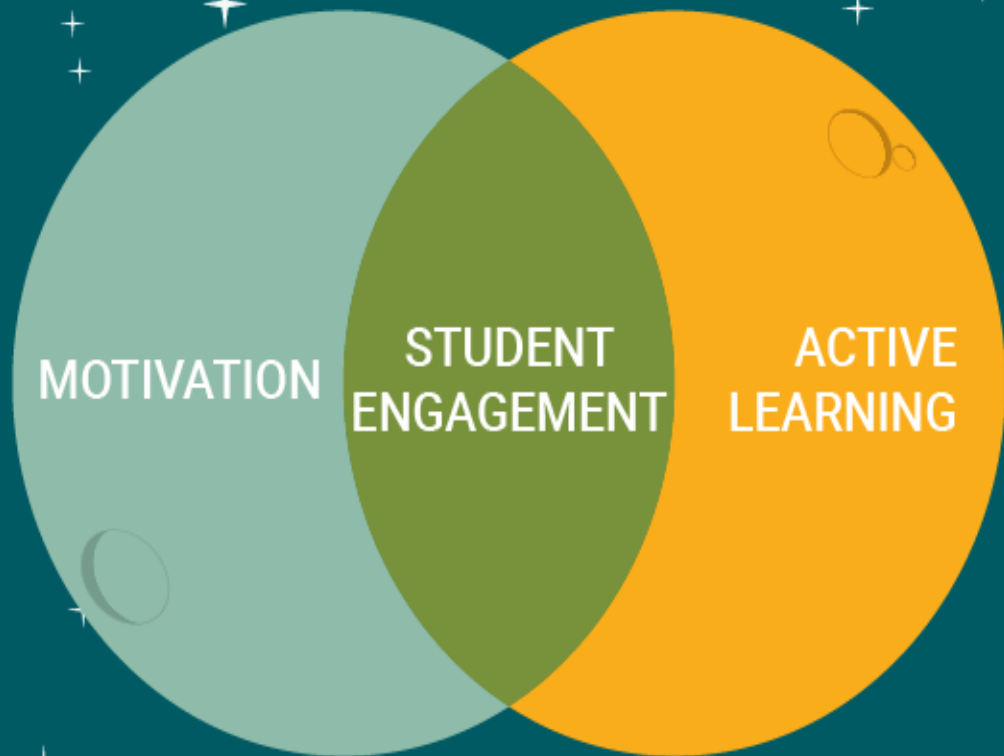 MOTIVATION
STUDENT
ENGAGEMENT
ACTIVE
LEARNING